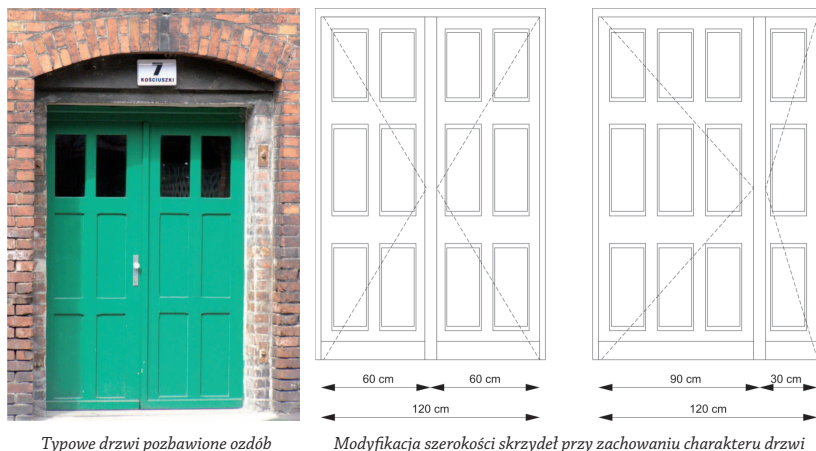 7
KOŚCIUSZKI
60 cm
60 cm
120 cm
90 cm
30 cm
120 cm
Typowe drzwi pozbawione ozdób
Modyfikacja szerokości skrzydeł przy zachowaniu charakteru drzwi